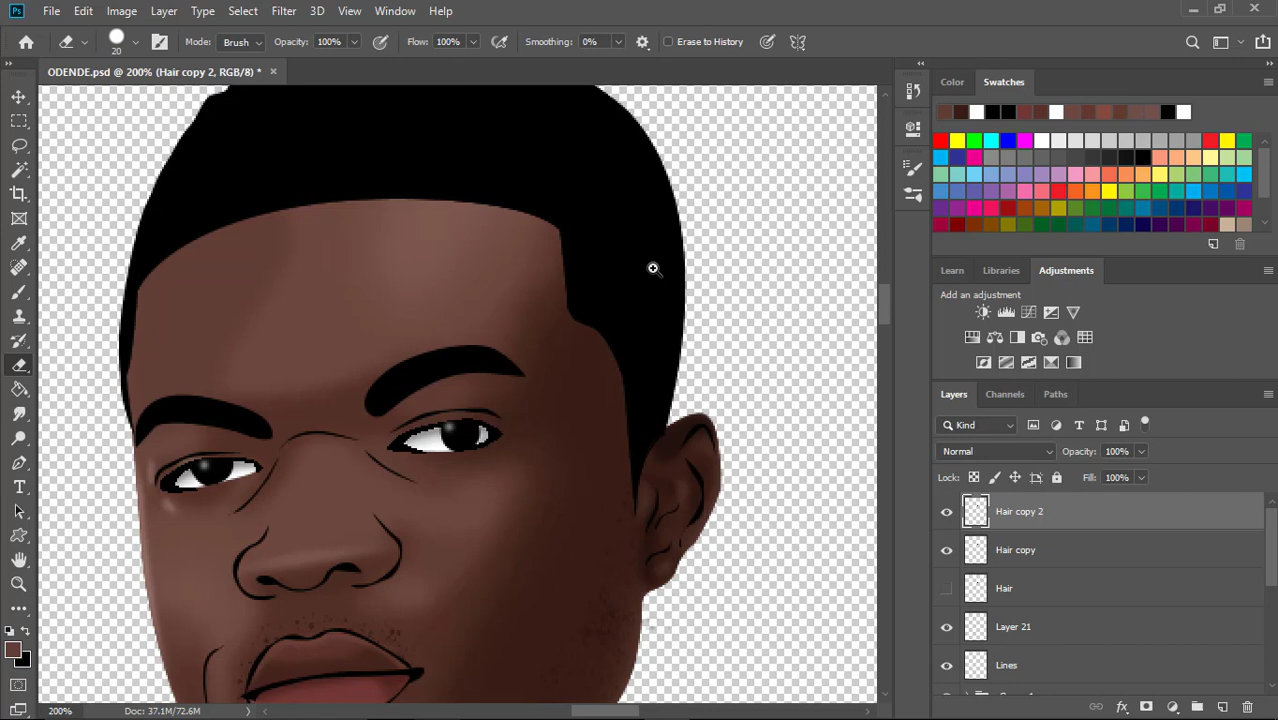 Ps File Edit Image Layer Type Select Filter 3D View Window Help
20 Mode: Brush Opacity: 100% Flow: 100% Smoothing: 0% Erase to History
ODENDE.psd @ 200% (Hair copy 2, RGB/8) *
Color Swatches
Learn Libraries Adjustments
Add an adjustment
Layers Channels Paths
Kind
Normal Opacity: 100%
Lock: Fill: 100%
Hair copy 2
Hair copy
Hair
Layer 21
Lines
200% Doc: 37.1M/72.6M